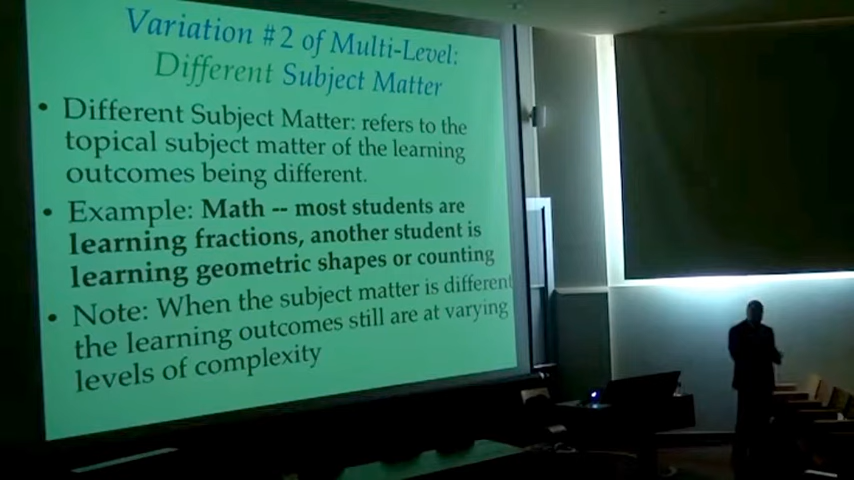 Variation #2 of Multi-Level:
Different Subject Matter
• Different Subject Matter: refers to the
topical subject matter of the learning
outcomes being different.
• Example: Math -- most students are
learning fractions, another student is
learning geometric shapes or counting
• Note: When the subject matter is different
the learning outcomes still are at varying
levels of complexity